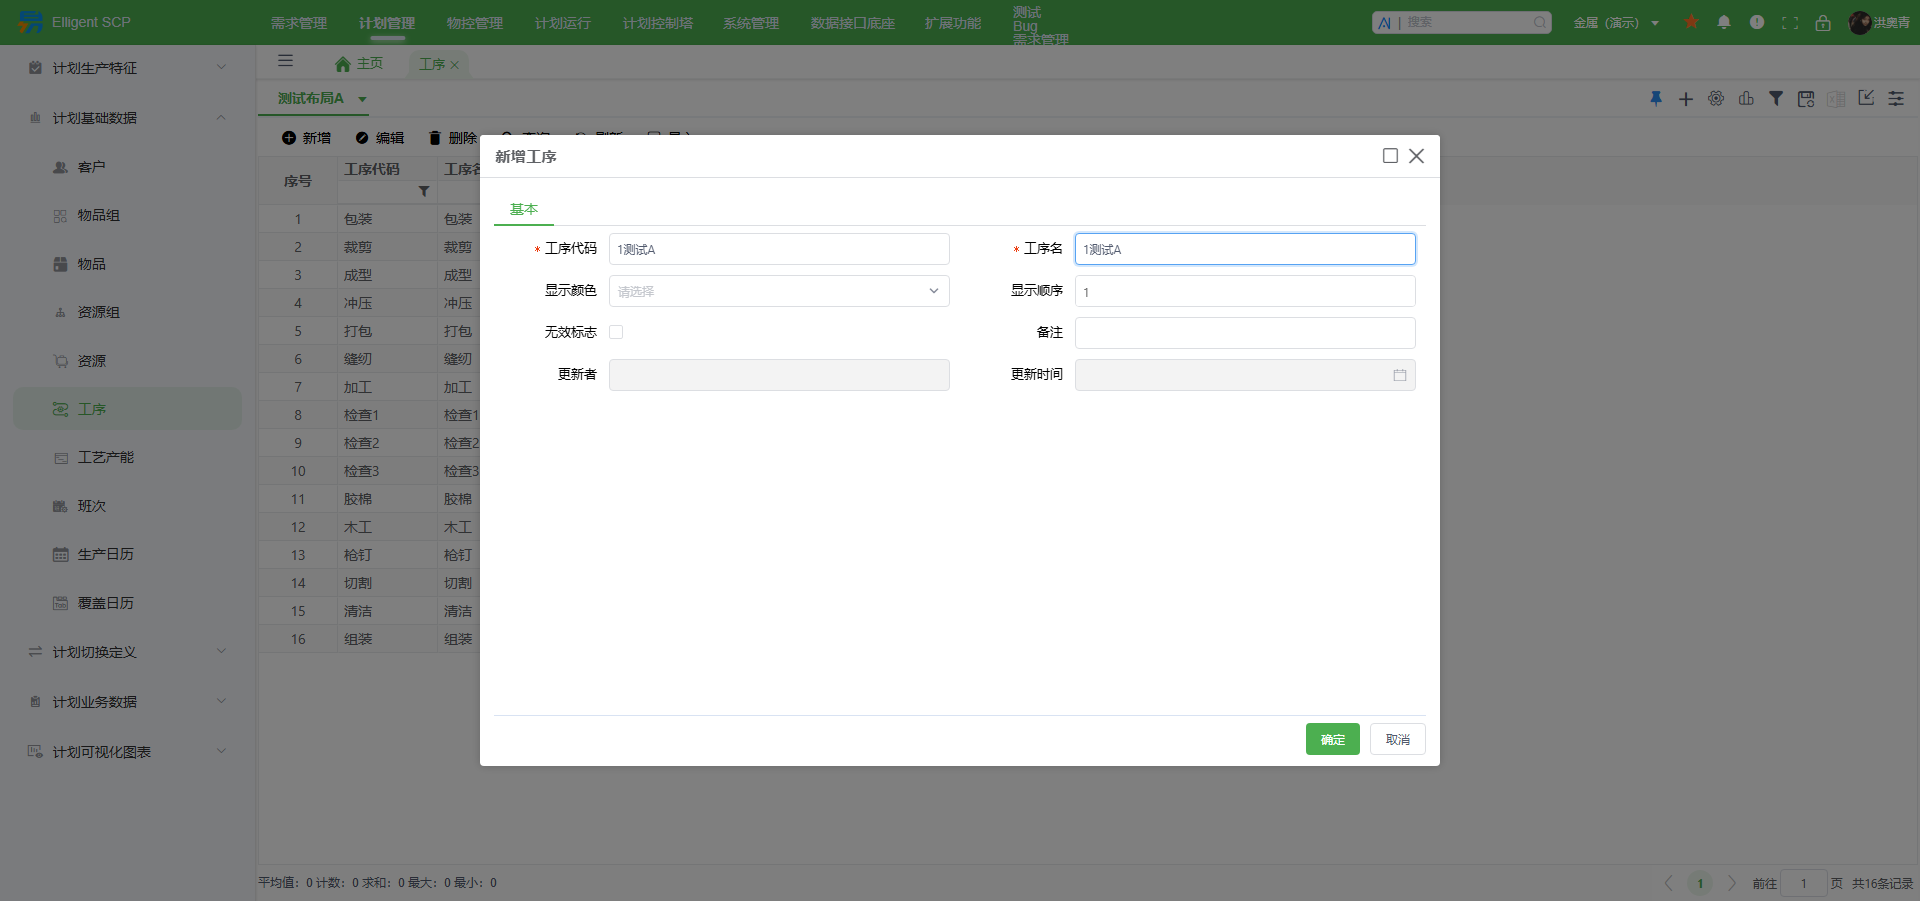 Elligent SCP
需求管理 计划管理 物控管理 计划运行 计划控制塔 系统管理 数据接口底座 扩展功能
测试
Bug
需求管理
搜索
金属（演示）
洪奥青
计划生产特征
计划基础数据
客户
物品组
物品
资源组
资源
工序
工艺产能
班次
生产日历
覆盖日历
计划切换定义
计划业务数据
计划可视化图表
主页 工序
测试布局A
新增 编辑 删除
序号 工序代码
1 包装 包装
2 裁剪 裁剪
3 成型 成型
4 冲压 冲压
5 打包 打包
6 缝纫 缝纫
7 加工 加工
8 检查1 检查1
9 检查2 检查2
10 检查3 检查3
11 胶棉 胶棉
12 木工 木工
13 枪钉 枪钉
14 切割 切割
15 清洁 清洁
16 组装 组装
新增工序
基本
* 工序代码 1测试A * 工序名 1测试A
显示颜色 请选择 显示顺序 1
无效标志 备注
更新者 更新时间
确定 取消
平均值：0 计数：0 求和：0 最大：0 最小：0
1 前往 1 页 共16条记录